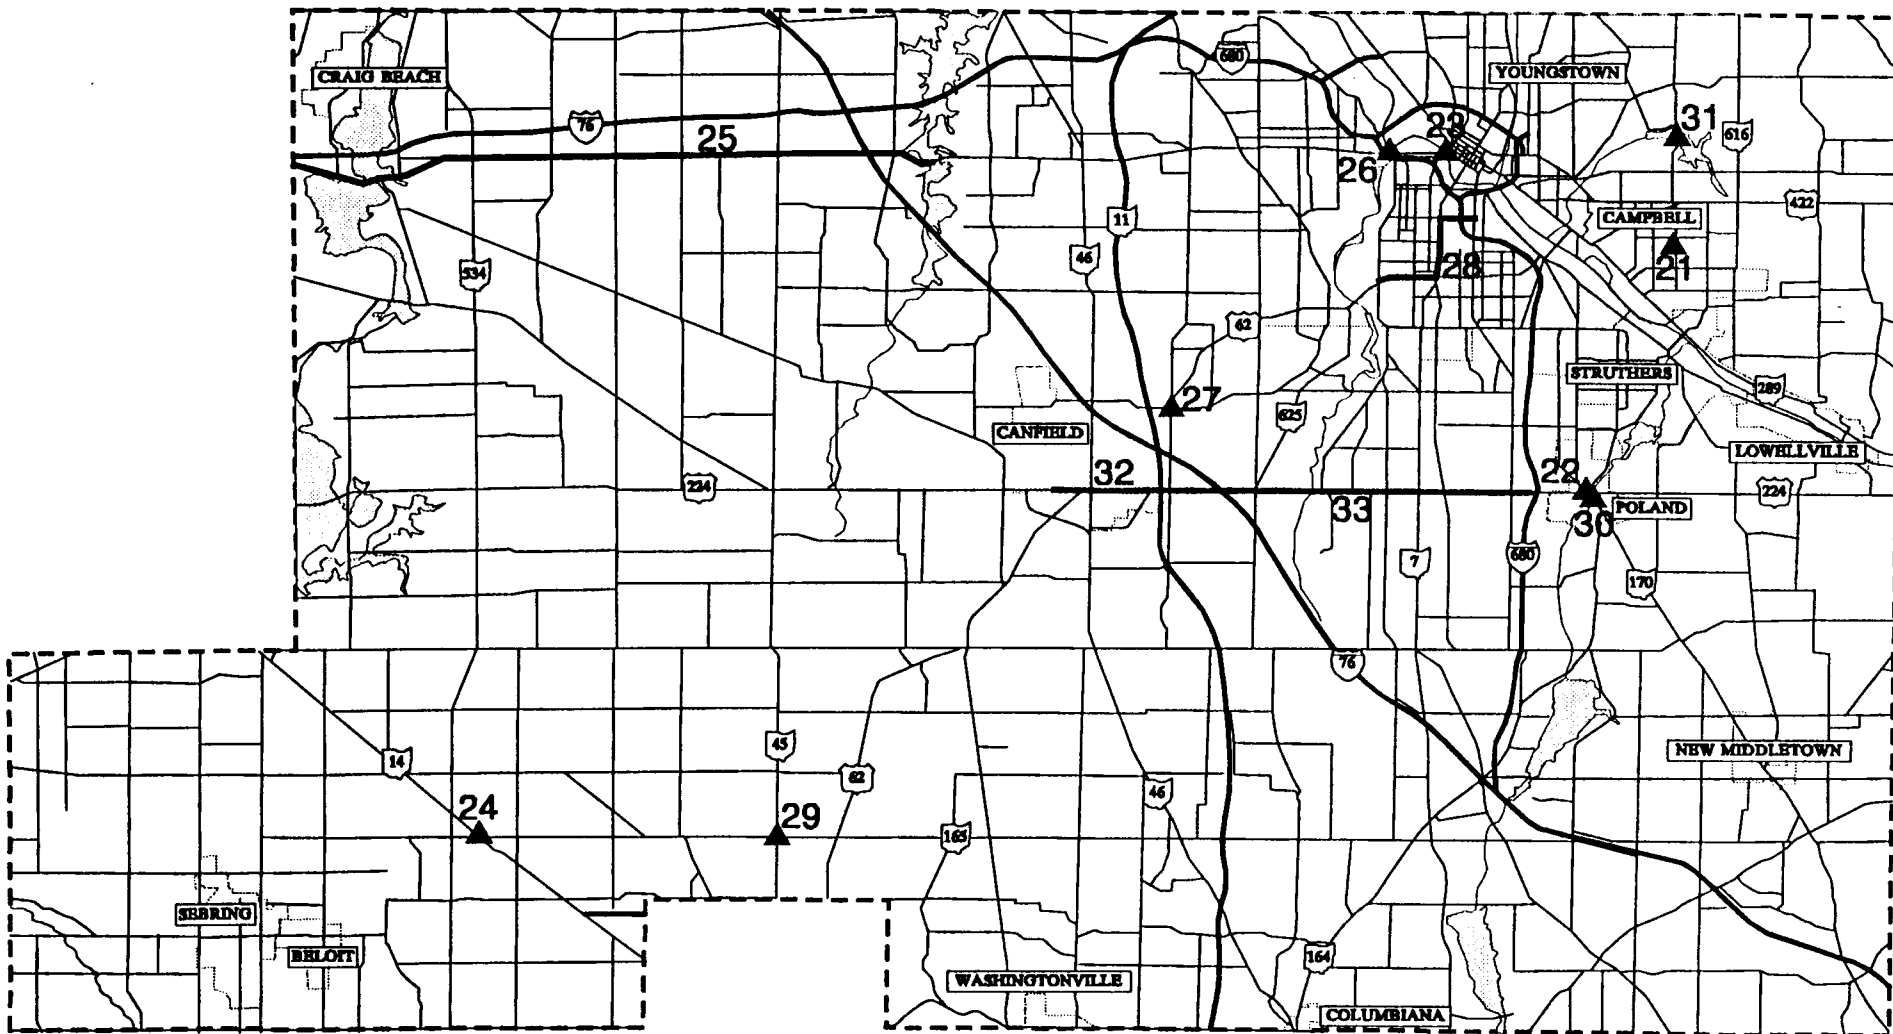 CRAIG BEACH
680
YOUNGSTOWN
76
25
23
31
616
26
11
422
CAMPBELL
46
534
28
21
62
STRUTHERS
289
27
625
CANFIELD
LOWELLVILLE
32
22
224
224
33
POLAND
30
7
680
170
76
45
NEW MIDDLETOWN
14
62
46
24
29
165
SEBRING
BELOIT
164
WASHINGTONVILLE
COLUMBIANA